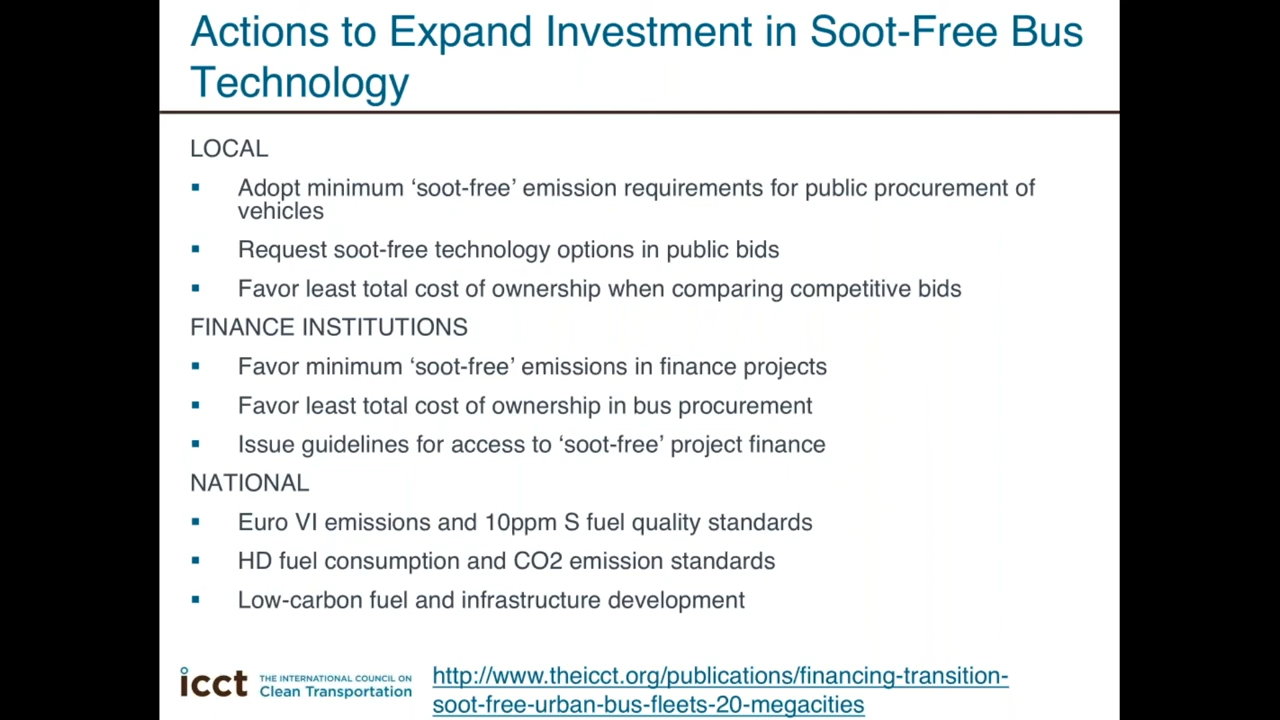 Actions to Expand Investment in Soot-Free Bus
Technology
LOCAL
▪ Adopt minimum ‘soot-free’ emission requirements for public procurement of
vehicles
▪ Request soot-free technology options in public bids
▪ Favor least total cost of ownership when comparing competitive bids
FINANCE INSTITUTIONS
▪ Favor minimum ‘soot-free’ emissions in finance projects
▪ Favor least total cost of ownership in bus procurement
▪ Issue guidelines for access to ‘soot-free’ project finance
NATIONAL
▪ Euro VI emissions and 10ppm S fuel quality standards
▪ HD fuel consumption and CO2 emission standards
▪ Low-carbon fuel and infrastructure development
icct THE INTERNATIONAL COUNCIL ON
Clean Transportation
http://www.theicct.org/publications/financing-transition-
soot-free-urban-bus-fleets-20-megacities